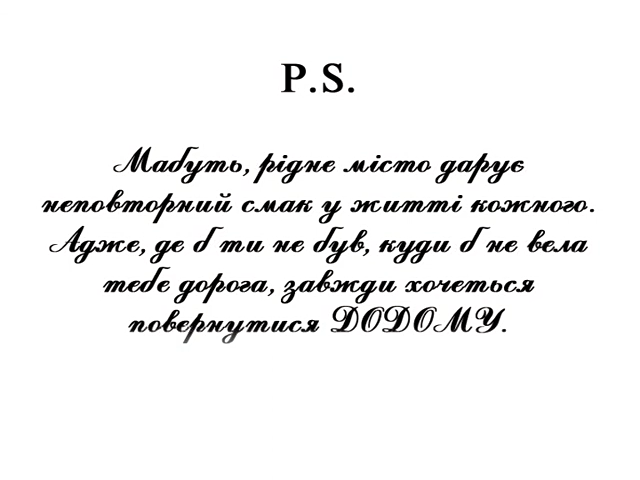 P.S.
Мабуть, рідне місто дарує
неповторний смак у житті кожного.
Адже, де б ти не був, куди б не вела
тебе дорога, завжди хочеться
повернутися ДОДОМУ.